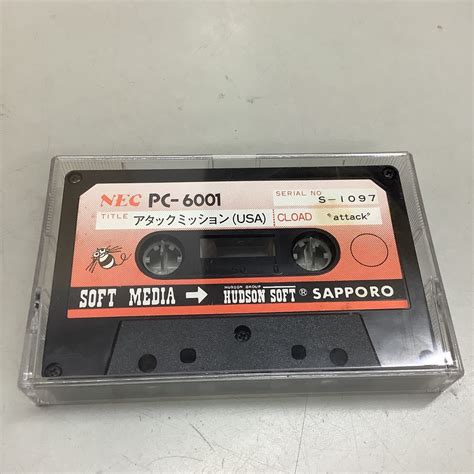 NEC PC-6001
SERIAL NO
S-1097
TITLE アタックミッション(USA)
CLOAD "attack"
SOFT MEDIA → HUDSON GROUP HUDSON SOFT® SAPPORO